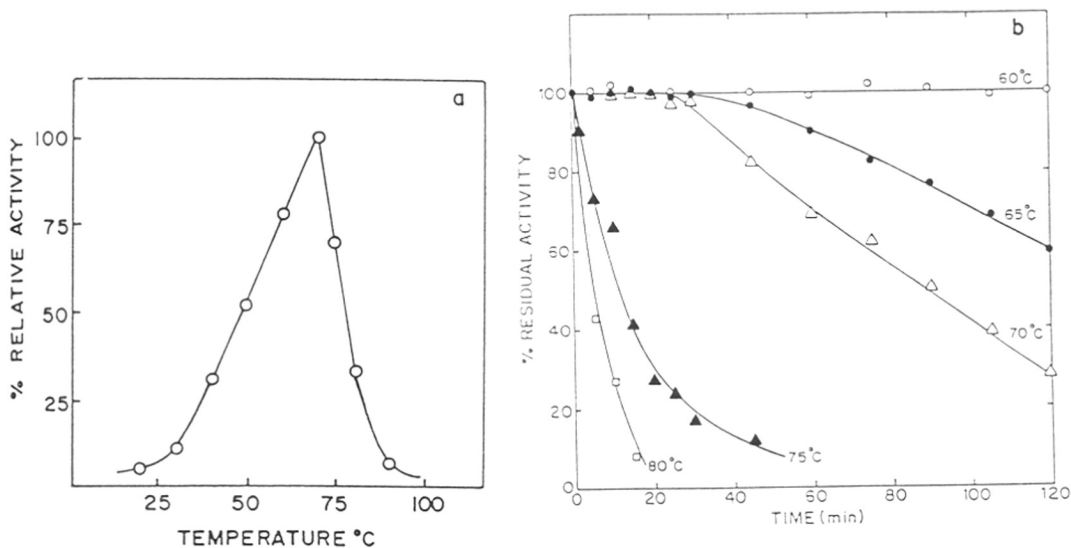 a
% RELATIVE ACTIVITY
100
75
50
25
25 50 75 100
TEMPERATURE °C
b
% RESIDUAL ACTIVITY
100
80
60
40
20
0
0 20 40 60 80 100 120
TIME (min)
60°C
65°C
70°C
75°C
80°C